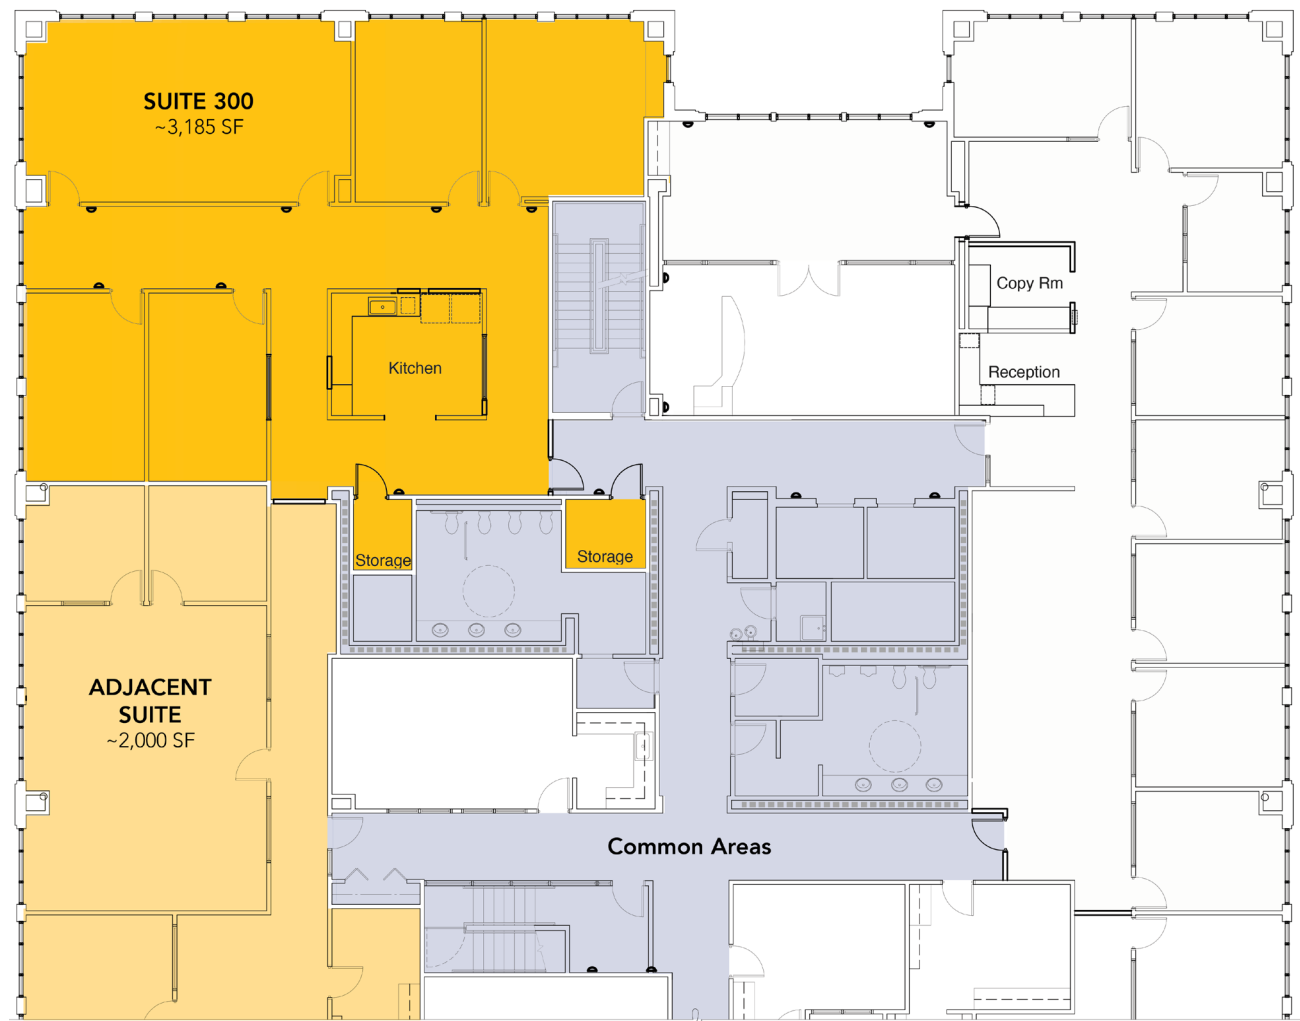 SUITE 300
~3,185 SF
Copy Rm
Kitchen
Reception
Storage
Storage
ADJACENT
SUITE
~2,000 SF
Common Areas